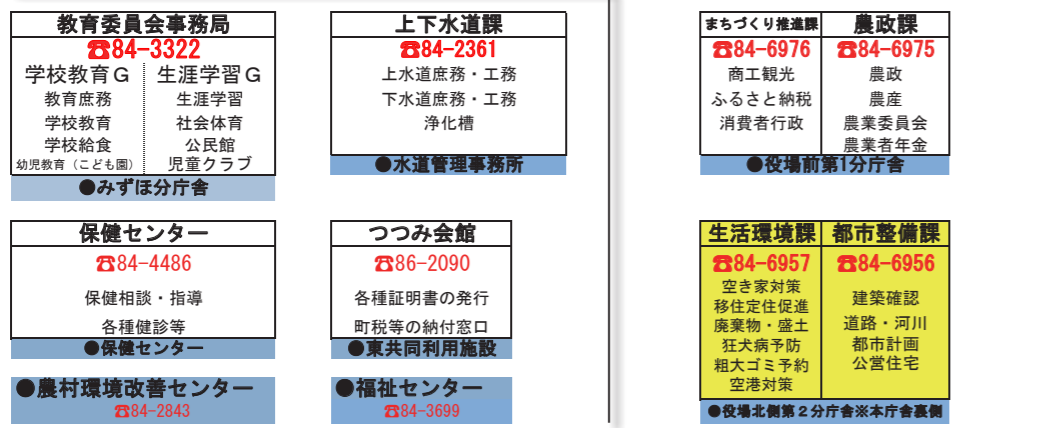 教育委員会事務局
☎84-3322
学校教育G
教育庶務
学校教育
学校給食
幼児教育（こども園）
生涯学習G
生涯学習
社会体育
公民館
児童クラブ
●みずほ分庁舎
上下水道課
☎84-2361
上水道庶務・工務
下水道庶務・工務
浄化槽
●水道管理事務所
まちづくり推進課
☎84-6976
商工観光
ふるさと納税
消費者行政
農政課
☎84-6975
農政
農産
農業委員会
農業者年金
●役場前第1分庁舎
保健センター
☎84-4486
保健相談・指導
各種健診等
●保健センター
つつみ会館
☎86-2090
各種証明書の発行
町税等の納付窓口
●東共同利用施設
生活環境課
☎84-6957
空き家対策
移住定住促進
廃棄物・盛土
狂犬病予防
粗大ゴミ予約
空港対策
都市整備課
☎84-6956
建築確認
道路・河川
都市計画
公営住宅
●役場北側第２分庁舎※本庁舎裏側
●農村環境改善センター
☎84-2843
●福祉センター
☎84-3699